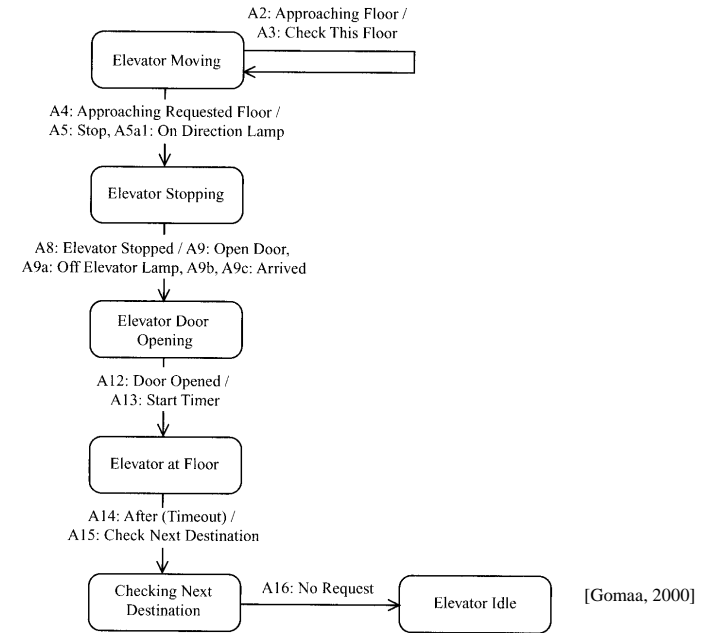 A2: Approaching Floor /
A3: Check This Floor
Elevator Moving
A4: Approaching Requested Floor /
A5: Stop, A5a1: On Direction Lamp
Elevator Stopping
A8: Elevator Stopped / A9: Open Door,
A9a: Off Elevator Lamp, A9b, A9c: Arrived
Elevator Door
Opening
A12: Door Opened /
A13: Start Timer
Elevator at Floor
A14: After (Timeout) /
A15: Check Next Destination
Checking Next
Destination
A16: No Request
Elevator Idle
[Gomaa, 2000]